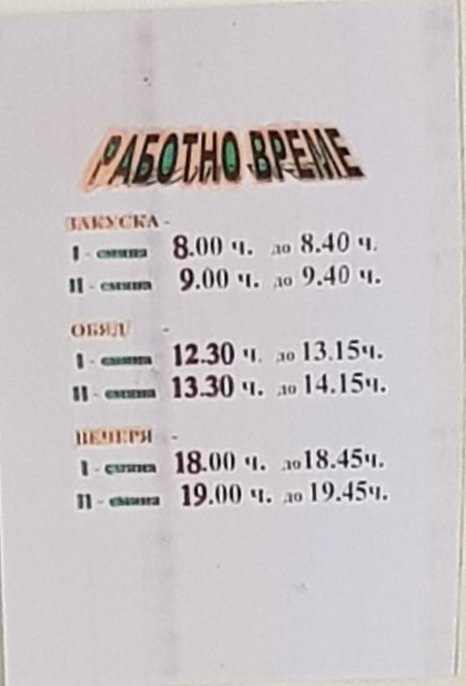 РАБОТНО ВРЕМЕ
ЗАКУСКА -
I - смяна 8.00 ч. до 8.40 ч.
II - смяна 9.00 ч. до 9.40 ч.
ОБЯД -
I - смяна 12.30 ч. до 13.15ч.
II - смяна 13.30 ч. до 14.15ч.
ВЕЧЕРЯ -
I - смяна 18.00 ч. до18.45ч.
II - смяна 19.00 ч. до 19.45ч.